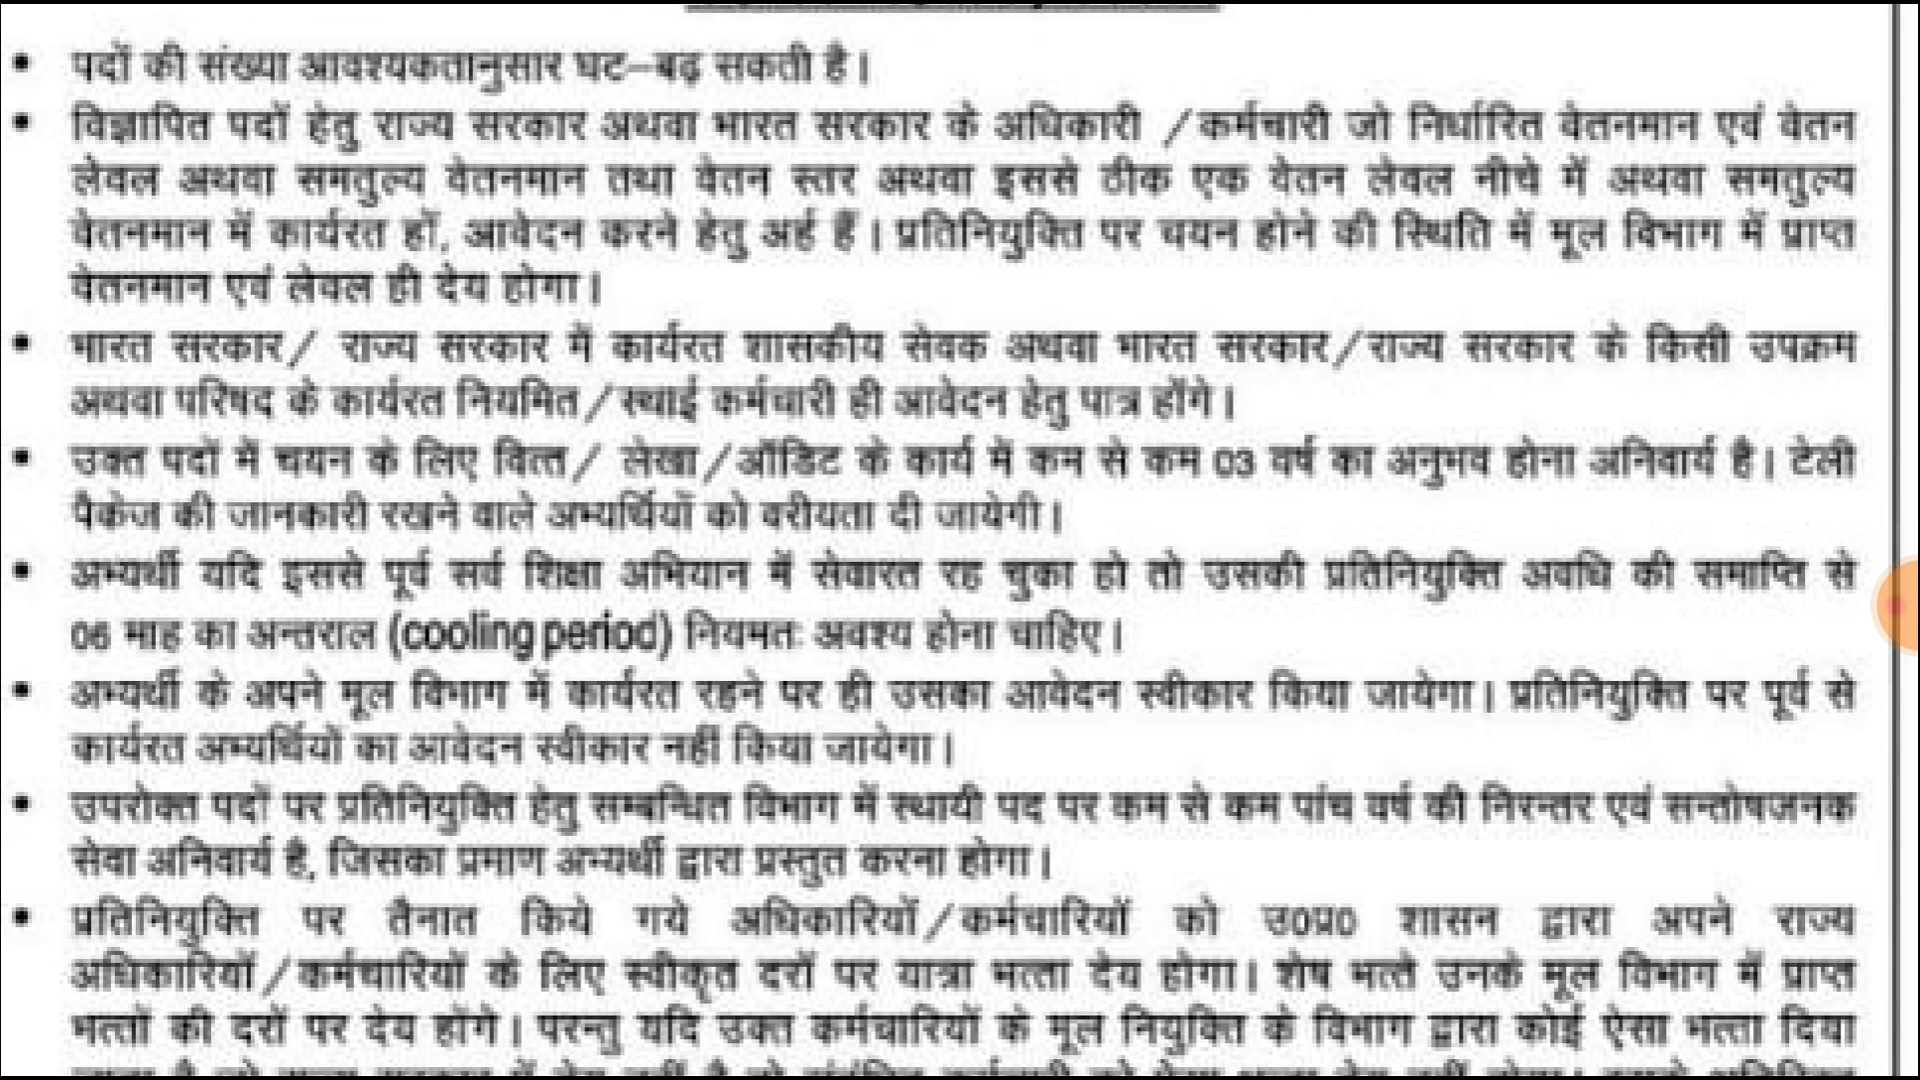 • पदों की संख्या आवश्यकतानुसार घट–बढ़ सकती है।
• विज्ञापित पदों हेतु राज्य सरकार अथवा भारत सरकार के अधिकारी /कर्मचारी जो निर्धारित वेतनमान एवं वेतन
लेवल अथवा समतुल्य वेतनमान तथा वेतन स्तर अथवा इससे ठीक एक वेतन लेवल नीचे में अथवा समतुल्य
वेतनमान में कार्यरत हों, आवेदन करने हेतु अर्ह हैं। प्रतिनियुक्ति पर चयन होने की स्थिति में मूल विभाग में प्राप्त
वेतनमान एवं लेवल ही देय होगा।
• भारत सरकार/ राज्य सरकार में कार्यरत शासकीय सेवक अथवा भारत सरकार/राज्य सरकार के किसी उपक्रम
अथवा परिषद के कार्यरत नियमित/स्थाई कर्मचारी ही आवेदन हेतु पात्र होंगे।
• उक्त पदों में चयन के लिए वित्त/ लेखा/ऑडिट के कार्य में कम से कम 03 वर्ष का अनुभव होना अनिवार्य है। टेली
पैकेज की जानकारी रखने वाले अभ्यर्थियों को वरीयता दी जायेगी।
• अभ्यर्थी यदि इससे पूर्व सर्व शिक्षा अभियान में सेवारत रह चुका हो तो उसकी प्रतिनियुक्ति अवधि की समाप्ति से
06 माह का अन्तराल (cooling period) नियमतः अवश्य होना चाहिए।
• अभ्यर्थी के अपने मूल विभाग में कार्यरत रहने पर ही उसका आवेदन स्वीकार किया जायेगा। प्रतिनियुक्ति पर पूर्व से
कार्यरत अभ्यर्थियों का आवेदन स्वीकार नहीं किया जायेगा।
• उपरोक्त पदों पर प्रतिनियुक्ति हेतु सम्बन्धित विभाग में स्थायी पद पर कम से कम पांच वर्ष की निरन्तर एवं सन्तोषजनक
सेवा अनिवार्य है, जिसका प्रमाण अभ्यर्थी द्वारा प्रस्तुत करना होगा।
• प्रतिनियुक्ति पर तैनात किये गये अधिकारियों/कर्मचारियों को उ0प्र0 शासन द्वारा अपने राज्य
अधिकारियों/कर्मचारियों के लिए स्वीकृत दरों पर यात्रा भत्ता देय होगा। शेष भत्ते उनके मूल विभाग में प्राप्त
भत्तों की दरों पर देय होंगे। परन्तु यदि उक्त कर्मचारियों के मूल नियुक्ति के विभाग द्वारा कोई ऐसा भत्ता दिया